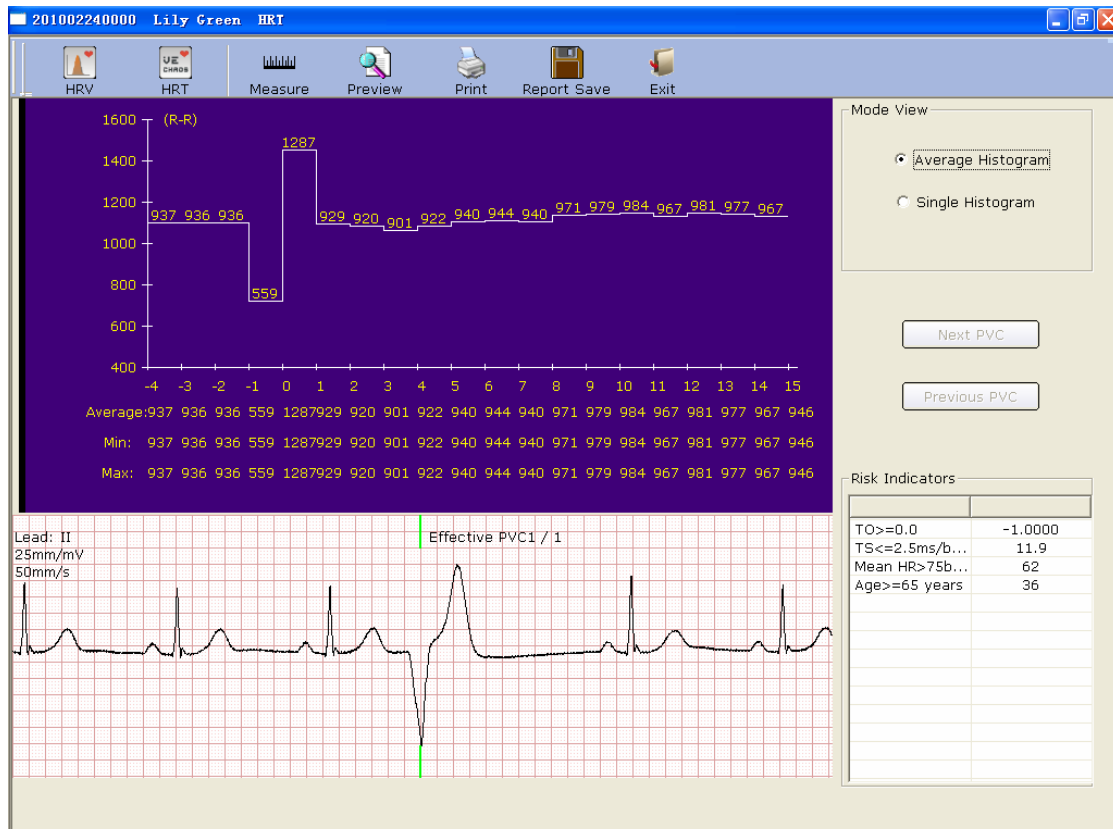 201002240000 Lily Green HRT
HRV HRT Measure Preview Print Report Save Exit
VE
CHAOS
1600 (R-R)
1287
1400
1200
937 936 936 929 920 901 922 940 944 940 971 979 984 967 981 977 967
1000
800
559
600
400
-4 -3 -2 -1 0 1 2 3 4 5 6 7 8 9 10 11 12 13 14 15
Average:937 936 936 559 1287929 920 901 922 940 944 940 971 979 984 967 981 977 967 946
Min: 937 936 936 559 1287929 920 901 922 940 944 940 971 979 984 967 981 977 967 946
Max: 937 936 936 559 1287929 920 901 922 940 944 940 971 979 984 967 981 977 967 946
Lead: II
Effective PVC1 / 1
25mm/mV
50mm/s
Mode View
Average Histogram
Single Histogram
Next PVC
Previous PVC
Risk Indicators
TO>=0.0 -1.0000
TS<=2.5ms/b... 11.9
Mean HR>75b... 62
Age>=65 years 36